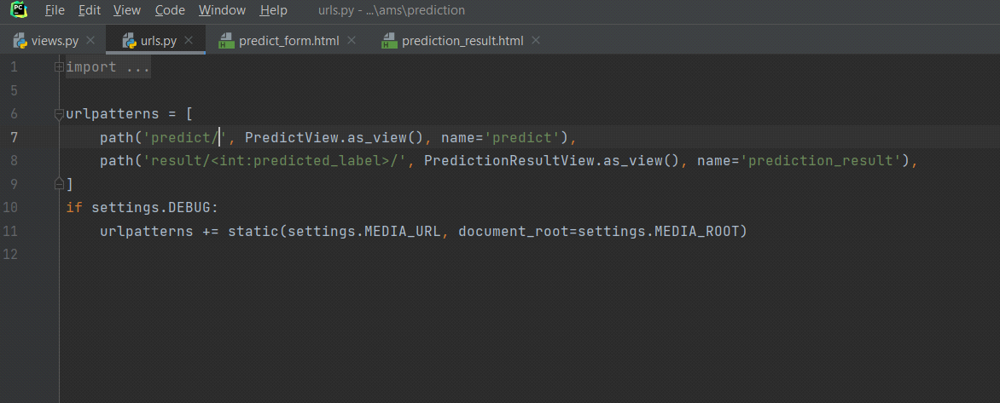 PC File Edit View Code Window Help urls.py - ...\ams\prediction
views.py urls.py predict_form.html prediction_result.html
1 import ...
5
6 urlpatterns = [
7 path('predict/', PredictView.as_view(), name='predict'),
8 path('result/<int:predicted_label>/', PredictionResultView.as_view(), name='prediction_result'),
9 ]
10 if settings.DEBUG:
11 urlpatterns += static(settings.MEDIA_URL, document_root=settings.MEDIA_ROOT)
12